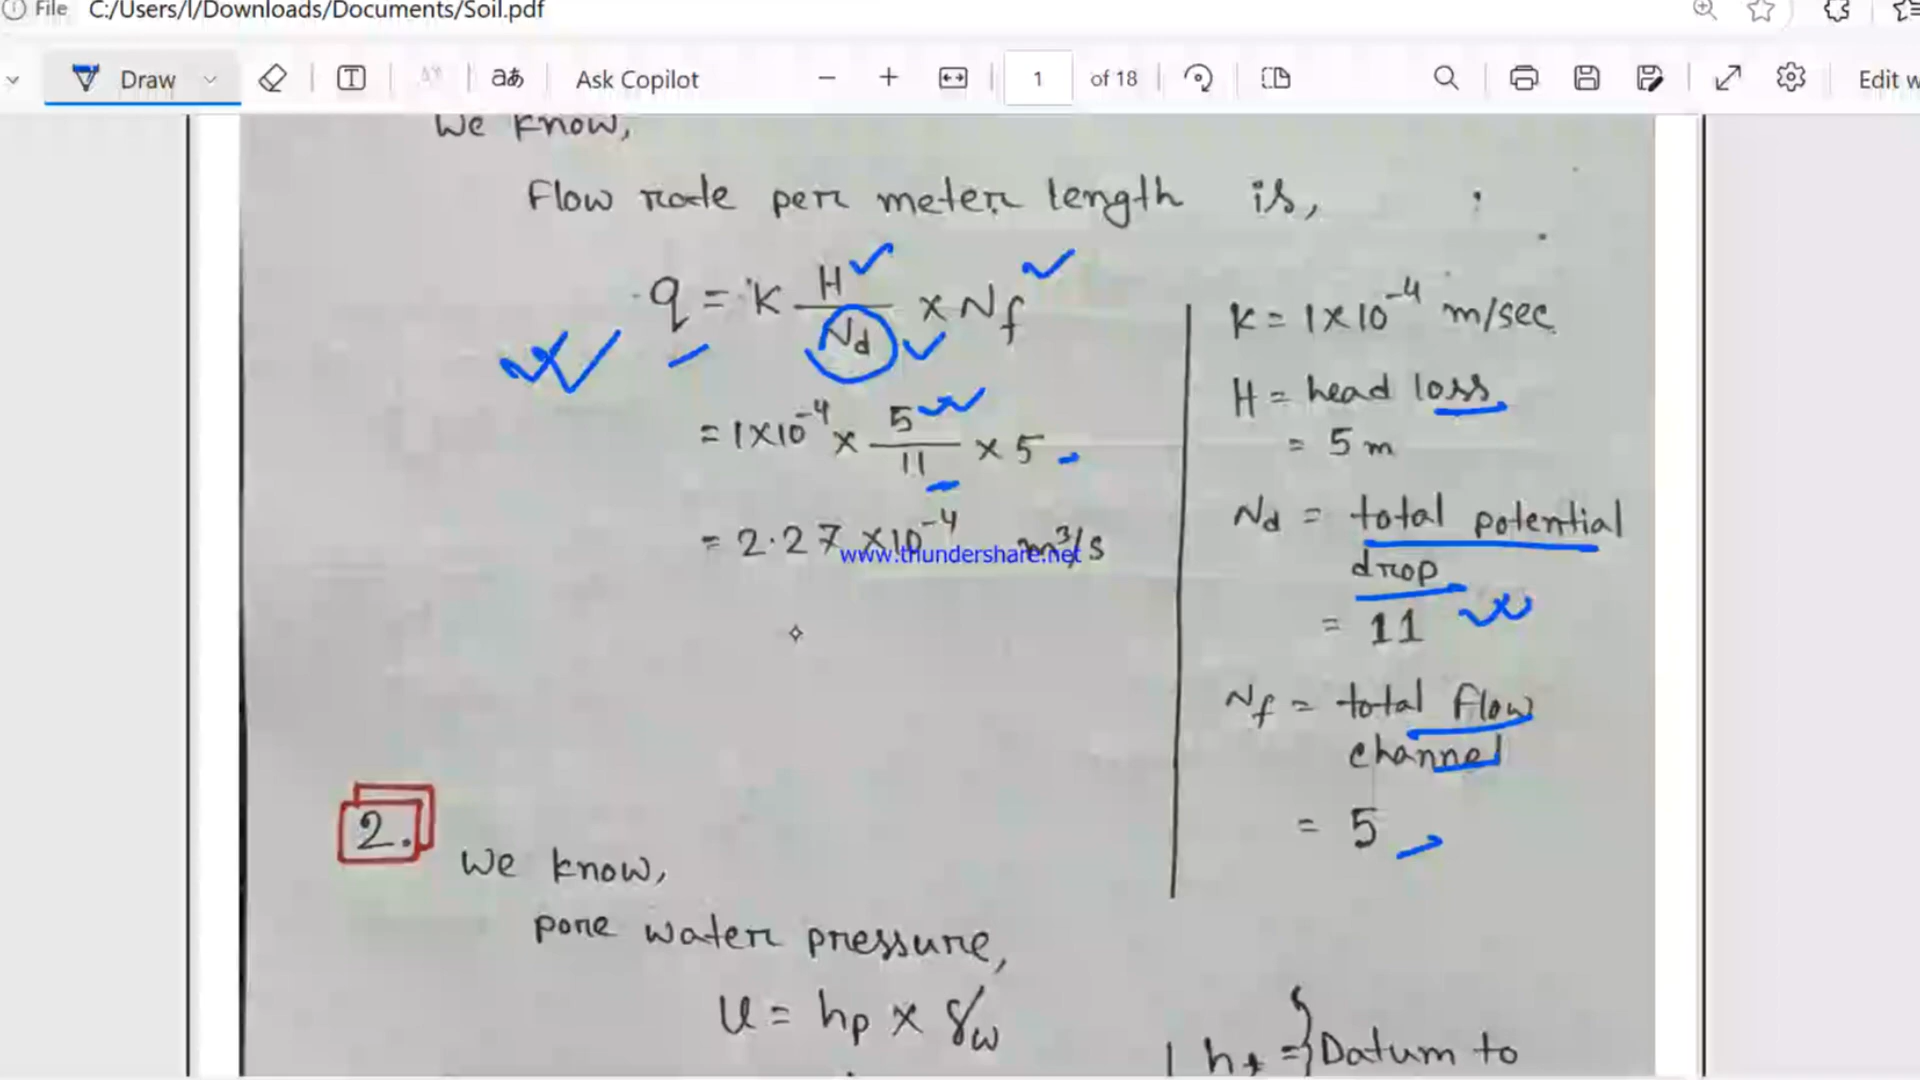 File C:/Users/I/Downloads/Documents/Soil.pdf
Draw
T
aあ
Ask Copilot
1 of 18
Edit w
We know,
Flow rate per meter length is,
q = K H/Nd × Nf
= 1×10⁻⁴ × 5/11 × 5
= 2.27 ×10⁻⁴ m³/s
www.thundershare.net
K = 1×10⁻⁴ m/sec
H = head loss
= 5 m
Nd = total potential
drop
= 11
Nf = total flow
channel
= 5
2.
We know,
pore water pressure,
u = hp × γw
Datum to